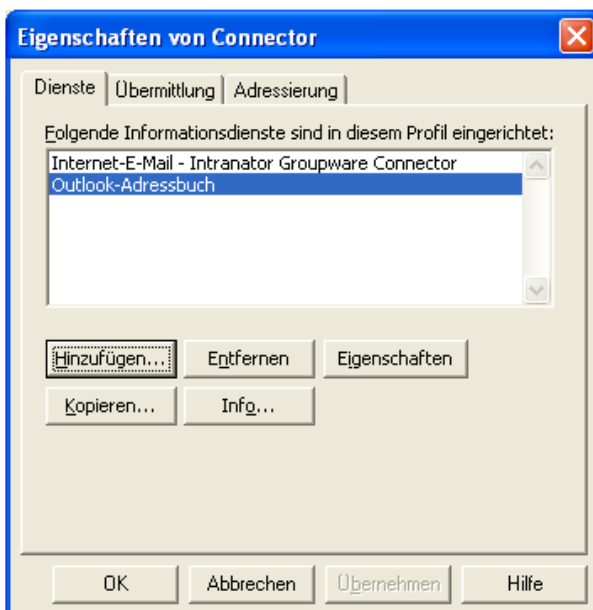 Eigenschaften von Connector
Dienste Übermittlung Adressierung
Folgende Informationsdienste sind in diesem Profil eingerichtet:
Internet-E-Mail - Intranator Groupware Connector
Outlook-Adressbuch
Hinzufügen... Entfernen Eigenschaften
Kopieren... Info...
OK Abbrechen Übernehmen Hilfe